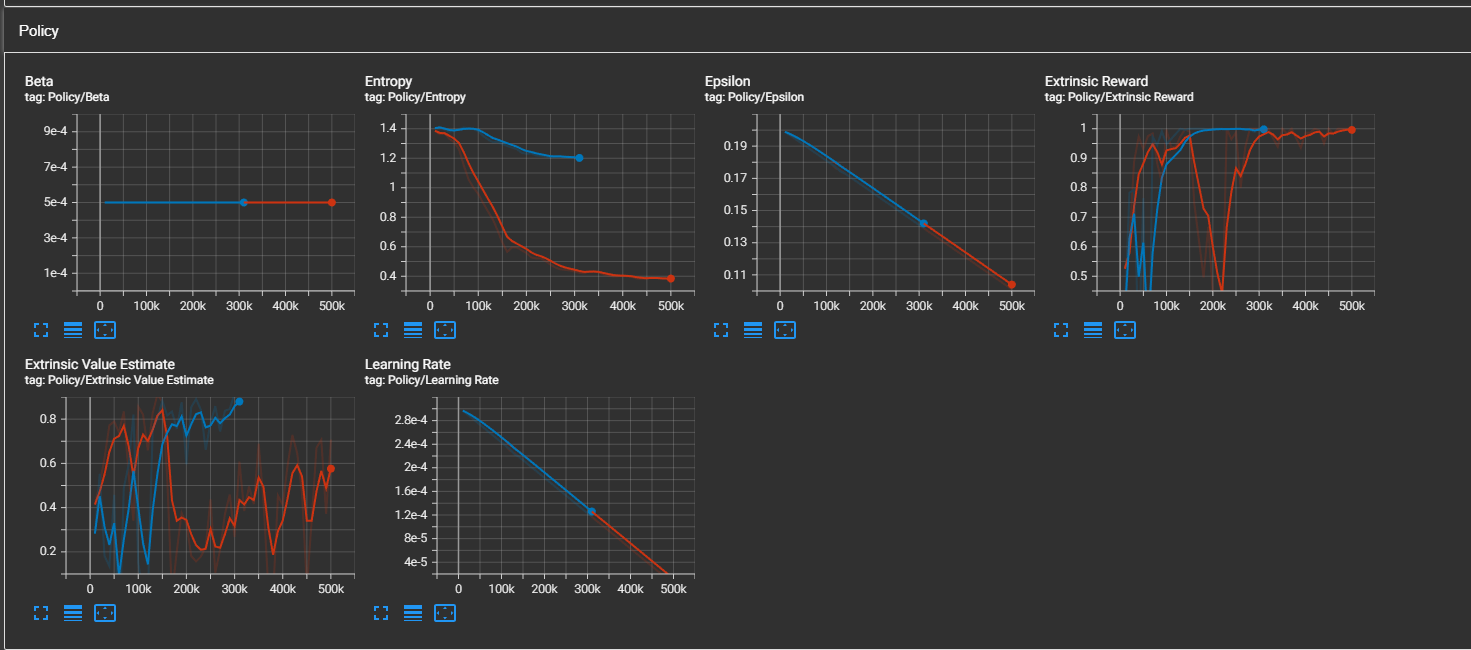 Policy
Beta
tag: Policy/Beta
9e-4
7e-4
5e-4
3e-4
1e-4
0 100k 200k 300k 400k 500k
Entropy
tag: Policy/Entropy
1.4
1.2
1
0.8
0.6
0.4
0 100k 200k 300k 400k 500k
Epsilon
tag: Policy/Epsilon
0.19
0.17
0.15
0.13
0.11
0 100k 200k 300k 400k 500k
Extrinsic Reward
tag: Policy/Extrinsic Reward
1
0.9
0.8
0.7
0.6
0.5
0 100k 200k 300k 400k 500k
Extrinsic Value Estimate
tag: Policy/Extrinsic Value Estimate
0.8
0.6
0.4
0.2
0 100k 200k 300k 400k 500k
Learning Rate
tag: Policy/Learning Rate
2.8e-4
2.4e-4
2e-4
1.6e-4
1.2e-4
8e-5
4e-5
0 100k 200k 300k 400k 500k